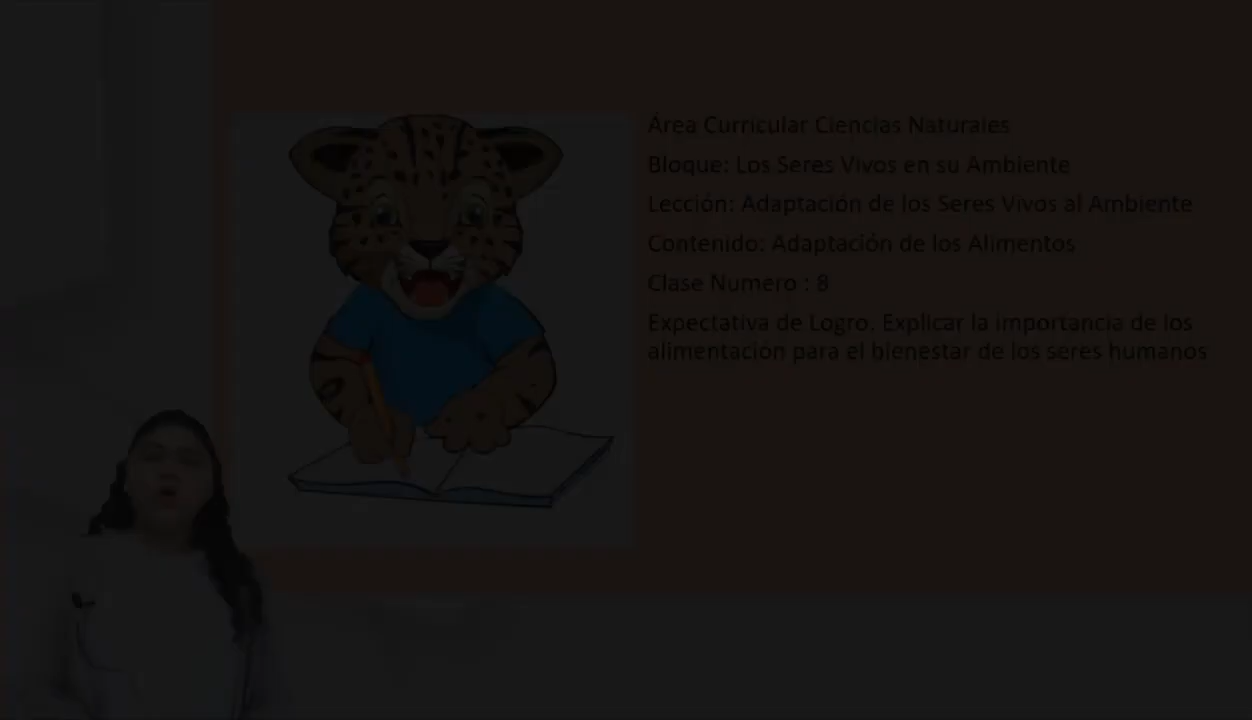 Área Curricular Ciencias Naturales
Bloque: Los Seres Vivos en su Ambiente
Lección: Adaptación de los Seres Vivos al Ambiente
Contenido: Adaptación de los Alimentos
Clase Numero : 8
Expectativa de Logro. Explicar la importancia de los
alimentación para el bienestar de los seres humanos